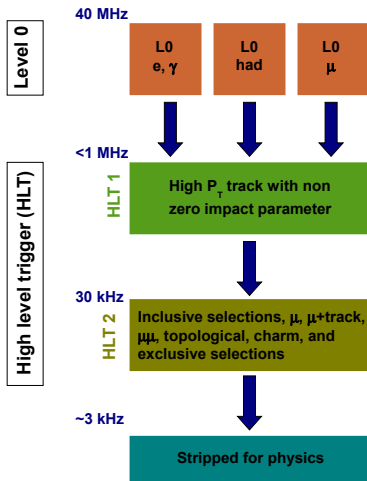 40 MHz
Level 0
L0
e, γ
L0
had
L0
μ
<1 MHz
High level trigger (HLT)
HLT 1
High P_T track with non
zero impact parameter
30 kHz
HLT 2
Inclusive selections, μ, μ+track,
μμ, topological, charm, and
exclusive selections
~3 kHz
Stripped for physics